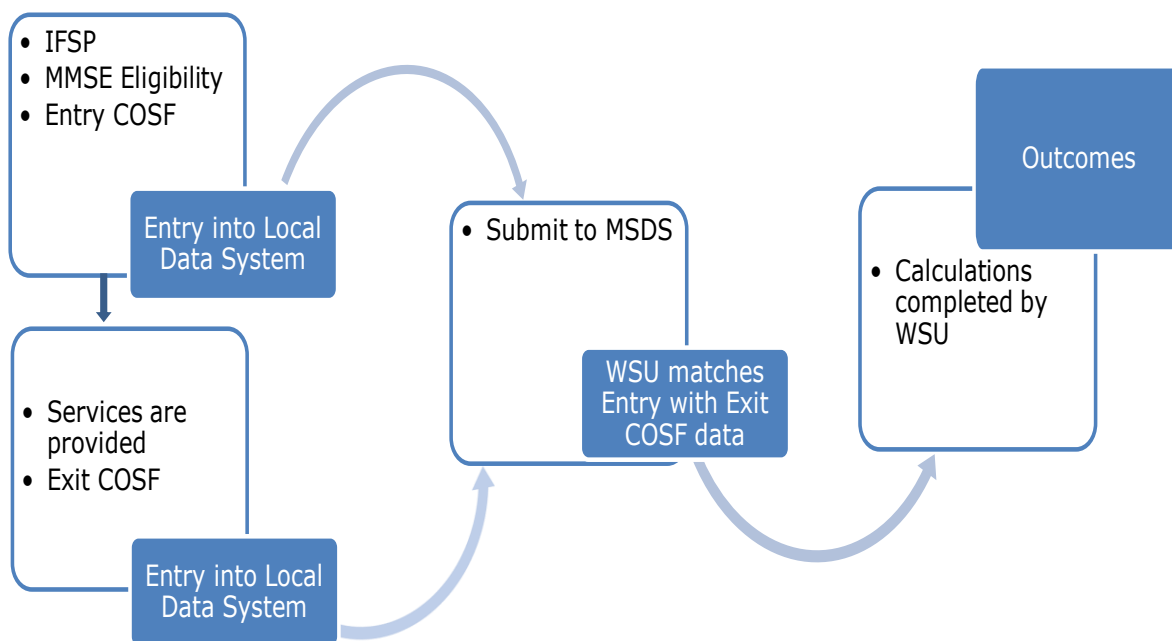 • IFSP
• MMSE Eligibility
• Entry COSF
Entry into Local
Data System
• Services are
provided
• Exit COSF
Entry into Local
Data System
• Submit to MSDS
WSU matches
Entry with Exit
COSF data
Outcomes
• Calculations
completed by
WSU